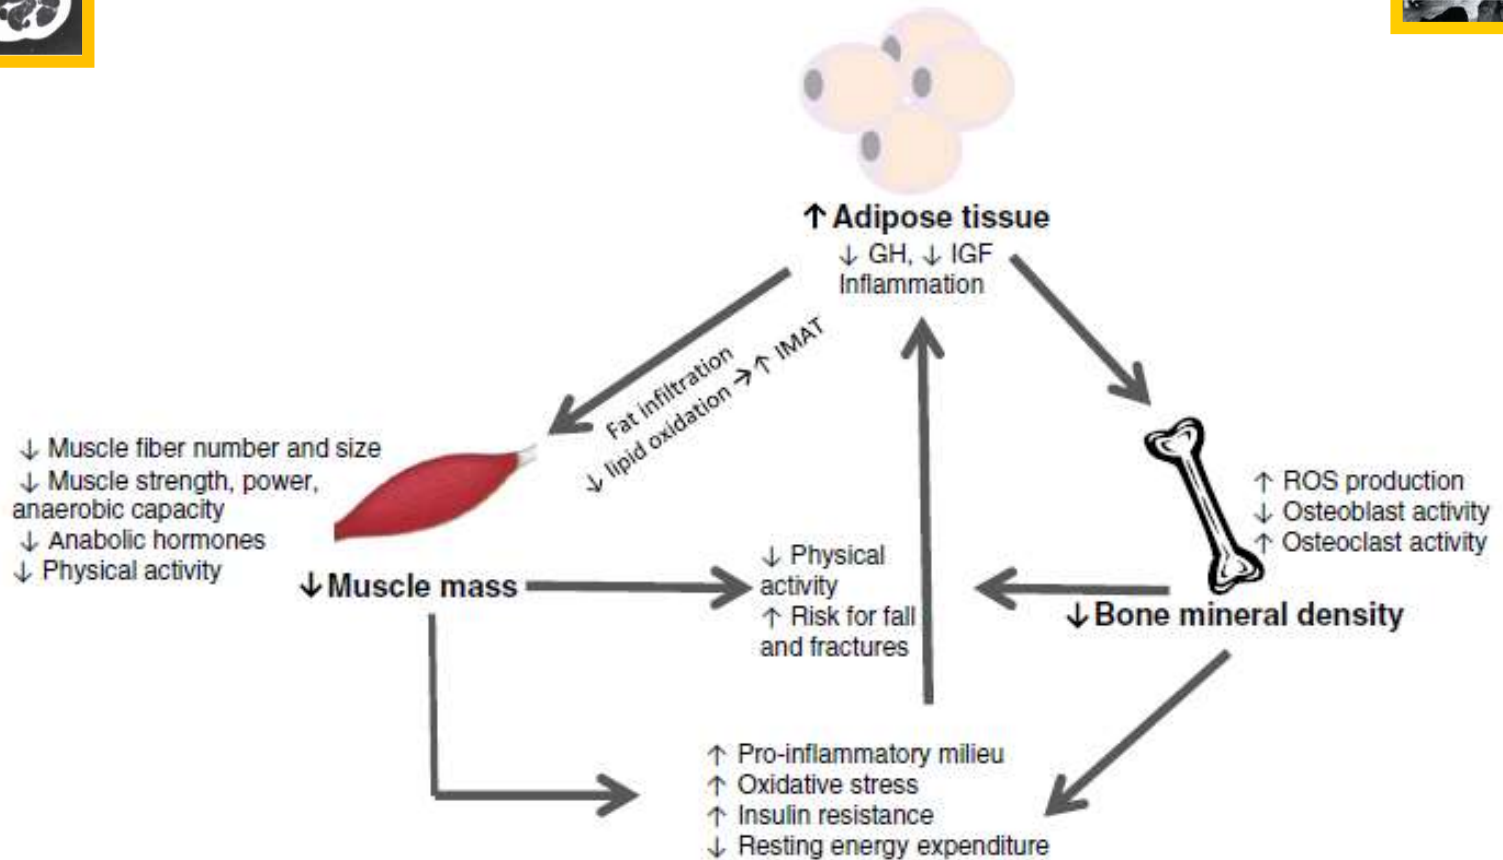 ↑ Adipose tissue
↓ GH, ↓ IGF
Inflammation
Fat infiltration
↓ lipid oxidation → ↑ IMAT
↓ Muscle fiber number and size
↓ Muscle strength, power,
anaerobic capacity
↓ Anabolic hormones
↓ Physical activity
↓ Muscle mass
↓ Physical
activity
↑ Risk for fall
and fractures
↑ ROS production
↓ Osteoblast activity
↑ Osteoclast activity
↓ Bone mineral density
↑ Pro-inflammatory milieu
↑ Oxidative stress
↑ Insulin resistance
↓ Resting energy expenditure